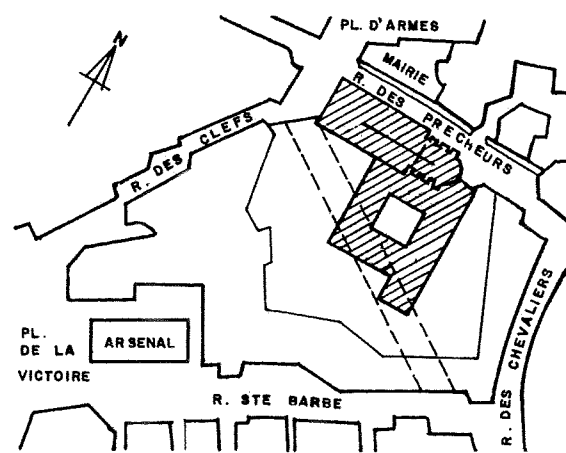 PL. D'ARMES
MAIRIE
N
R. DES PRECHEURS
R. DES CLEFS
R. DES CHEVALIERS
PL.
DE LA
VICTOIRE
ARSENAL
R. STE BARBE